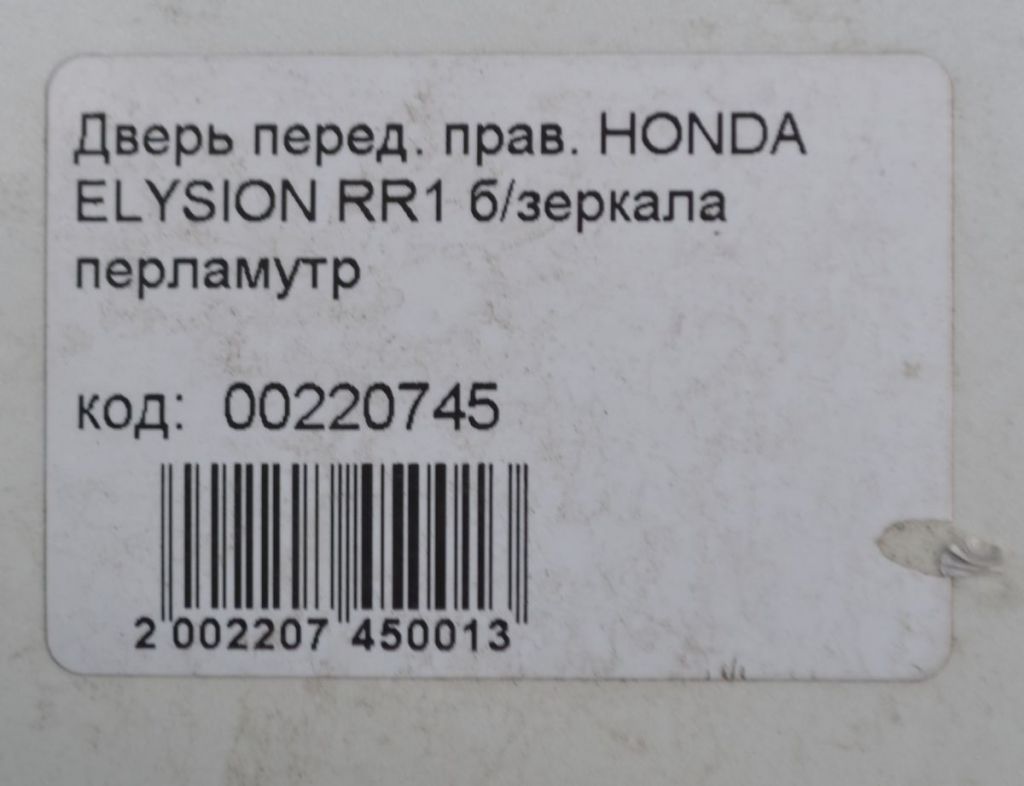 Дверь перед. прав. HONDA
ELYSION RR1 б/зеркала
перламутр
код: 00220745
2 002207 450013